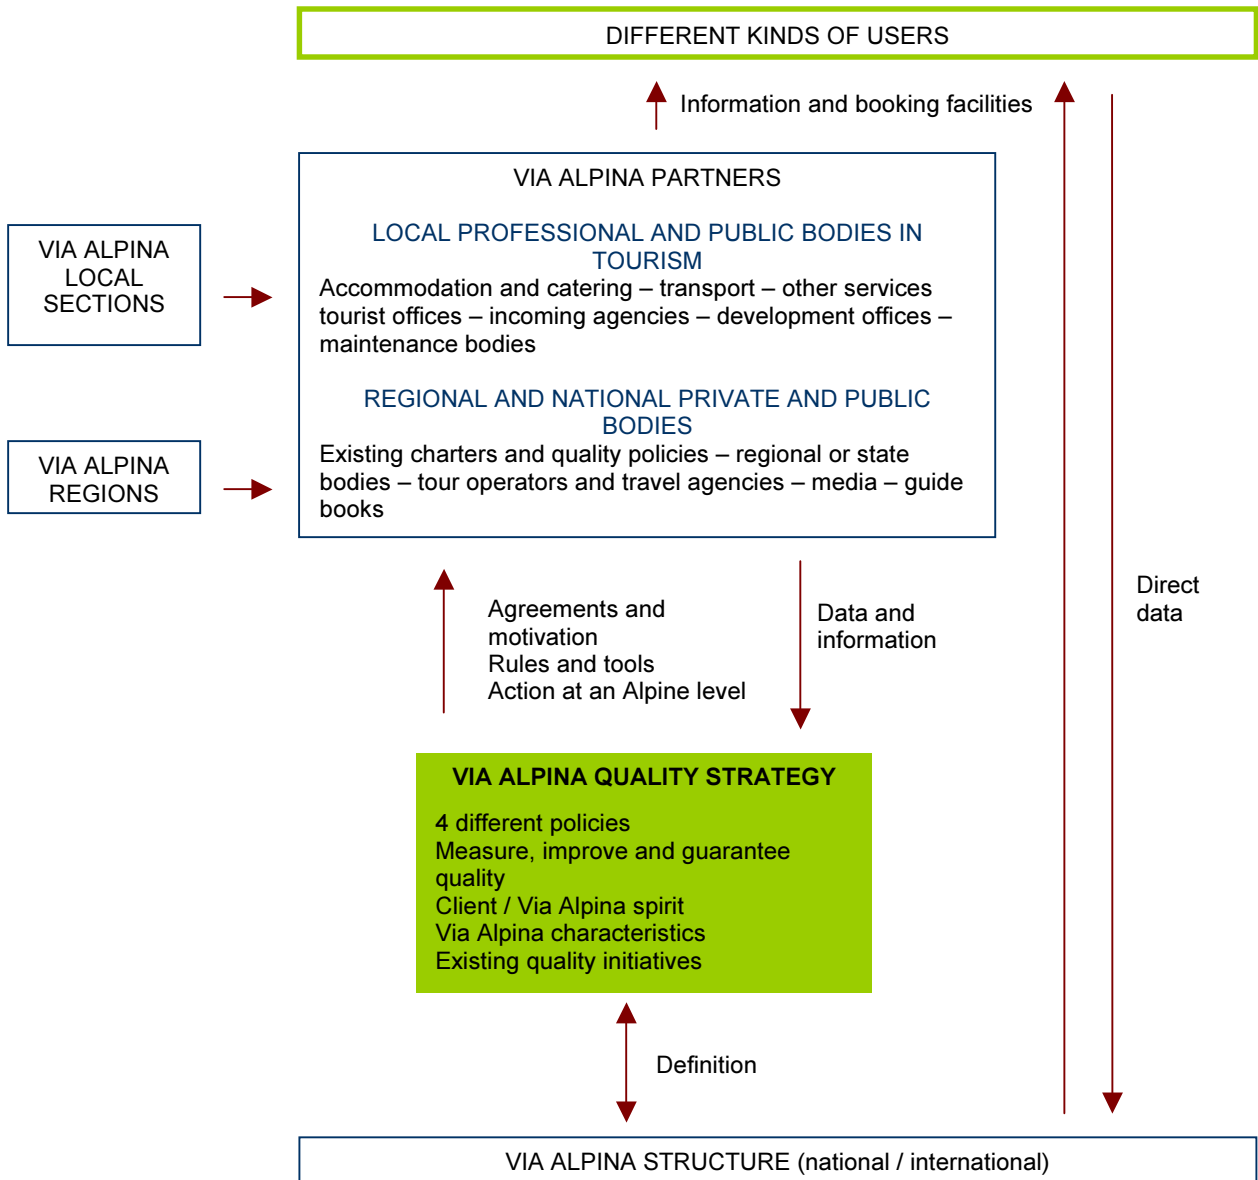 DIFFERENT KINDS OF USERS
Information and booking facilities
VIA ALPINA PARTNERS
LOCAL PROFESSIONAL AND PUBLIC BODIES IN
TOURISM
Accommodation and catering – transport – other services
tourist offices – incoming agencies – development offices –
maintenance bodies
REGIONAL AND NATIONAL PRIVATE AND PUBLIC
BODIES
Existing charters and quality policies – regional or state
bodies – tour operators and travel agencies – media – guide
books
VIA ALPINA
LOCAL
SECTIONS
VIA ALPINA
REGIONS
Agreements and
motivation
Rules and tools
Action at an Alpine level
Data and
information
Direct
data
VIA ALPINA QUALITY STRATEGY
4 different policies
Measure, improve and guarantee
quality
Client / Via Alpina spirit
Via Alpina characteristics
Existing quality initiatives
Definition
VIA ALPINA STRUCTURE (national / international)